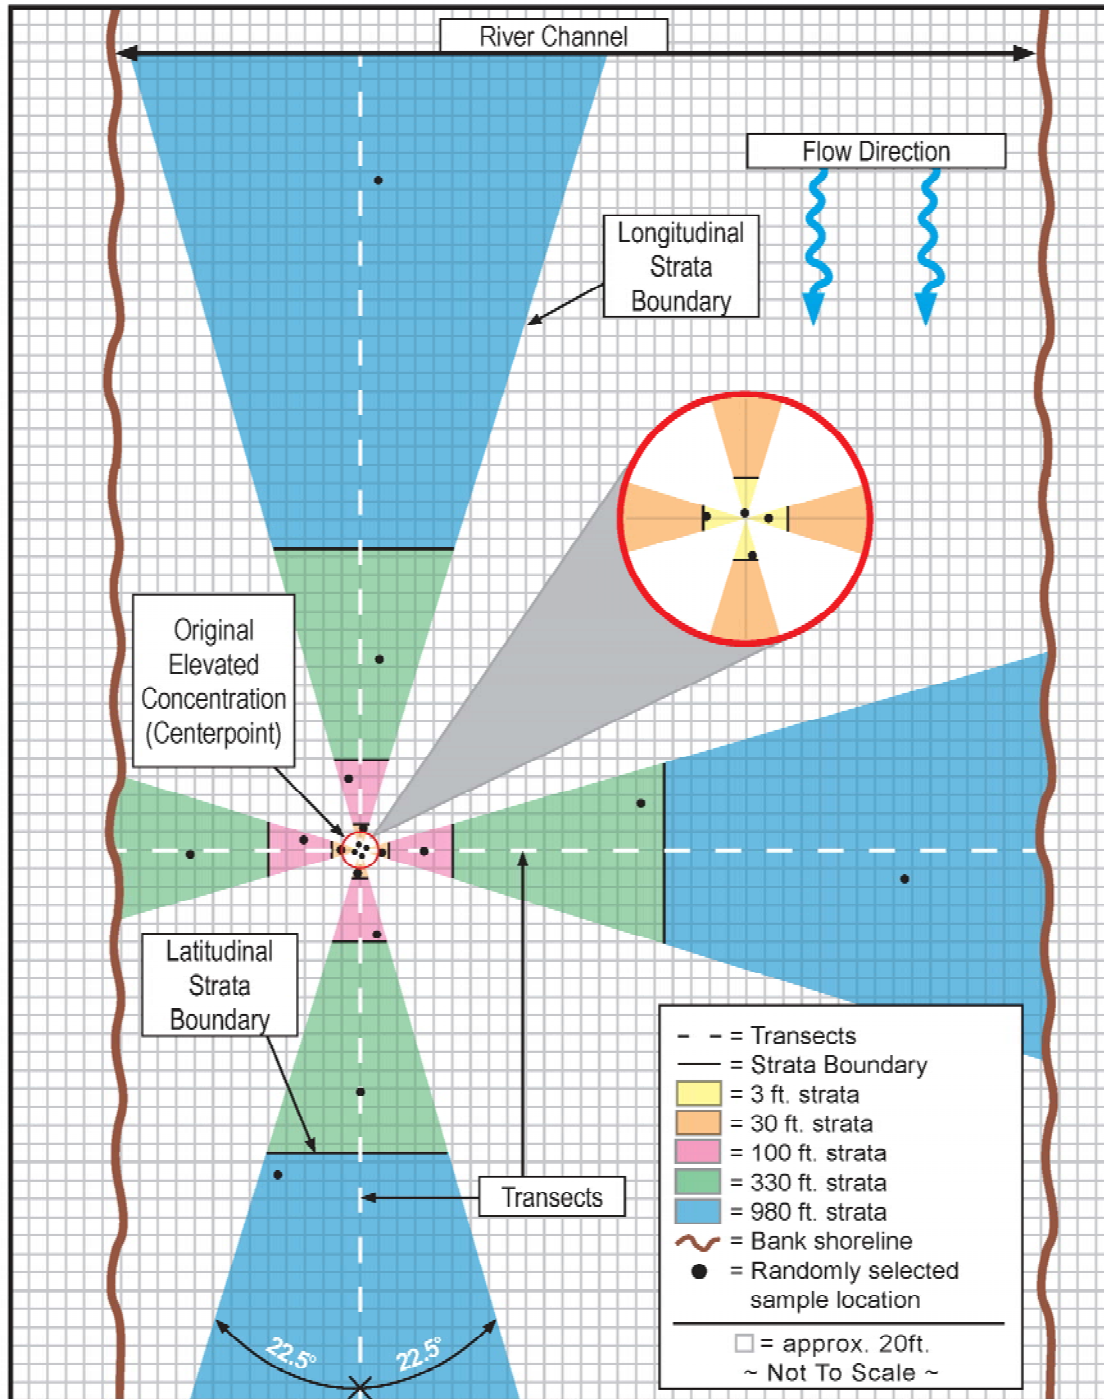 River Channel
Flow Direction
Longitudinal
Strata
Boundary
Original
Elevated
Concentration
(Centerpoint)
Latitudinal
Strata
Boundary
Transects
22.5°
22.5°
= Transects
= Strata Boundary
= 3 ft. strata
= 30 ft. strata
= 100 ft. strata
= 330 ft. strata
= 980 ft. strata
= Bank shoreline
= Randomly selected
sample location
= approx. 20ft.
~ Not To Scale ~